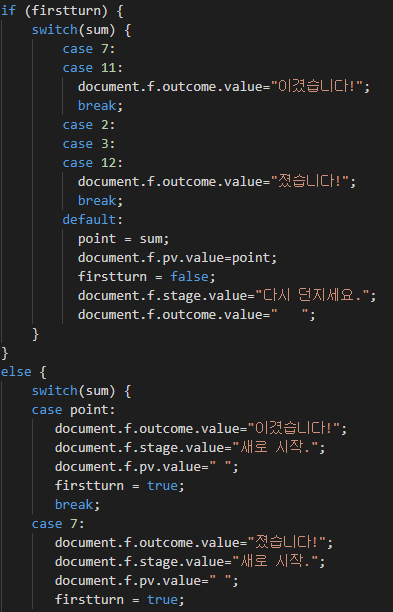 if (firstturn) {
    switch(sum) {
        case 7:
        case 11:
          document.f.outcome.value="이겼습니다!";
          break;
        case 2:
        case 3:
        case 12:
          document.f.outcome.value="졌습니다!";
          break;
        default:
          point = sum;
          document.f.pv.value=point;
          firstturn = false;
          document.f.stage.value="다시 던지세요.";
          document.f.outcome.value="   ";
    }
}
else {
    switch(sum) {
    case point:
       document.f.outcome.value="이겼습니다!";
       document.f.stage.value="새로 시작.";
       document.f.pv.value=" ";
       firstturn = true;
       break;
    case 7:
       document.f.outcome.value="졌습니다!";
       document.f.stage.value="새로 시작.";
       document.f.pv.value=" ";
       firstturn = true;